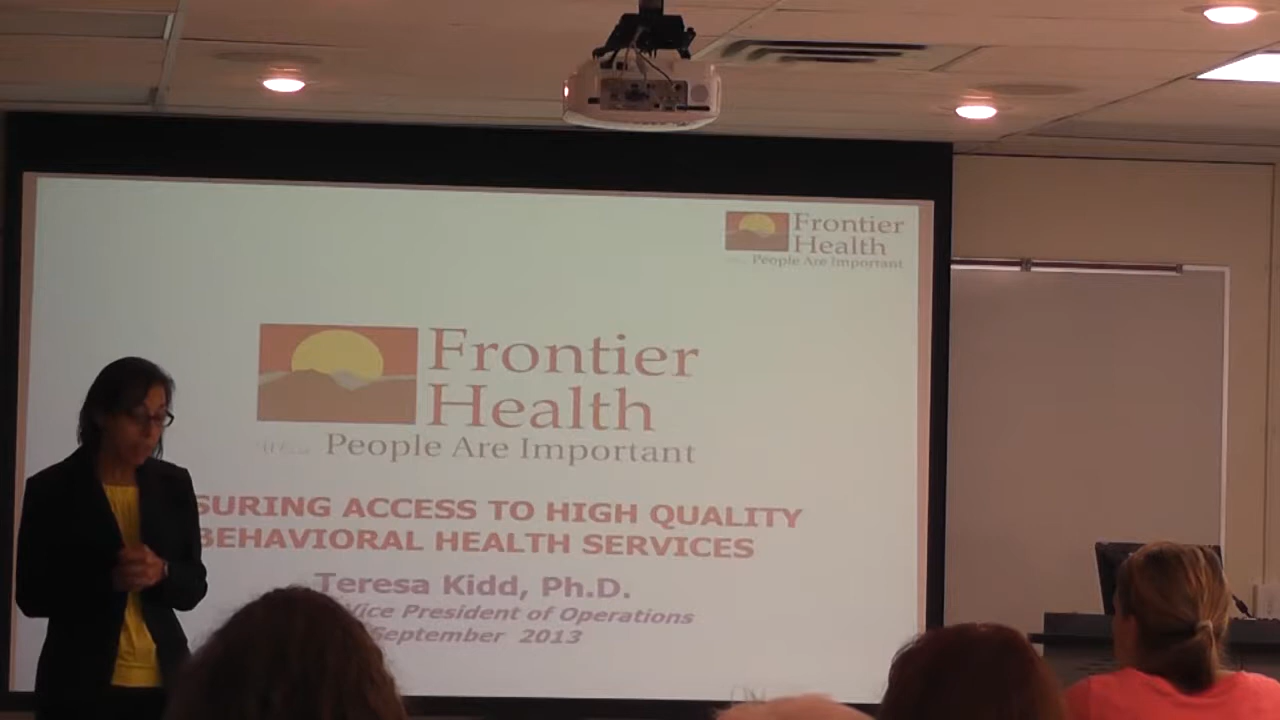 Frontier
Health
People Are Important
Frontier
Health
People Are Important
SURING ACCESS TO HIGH QUALITY
BEHAVIORAL HEALTH SERVICES
Teresa Kidd, Ph.D.
Vice President of Operations
September 2013